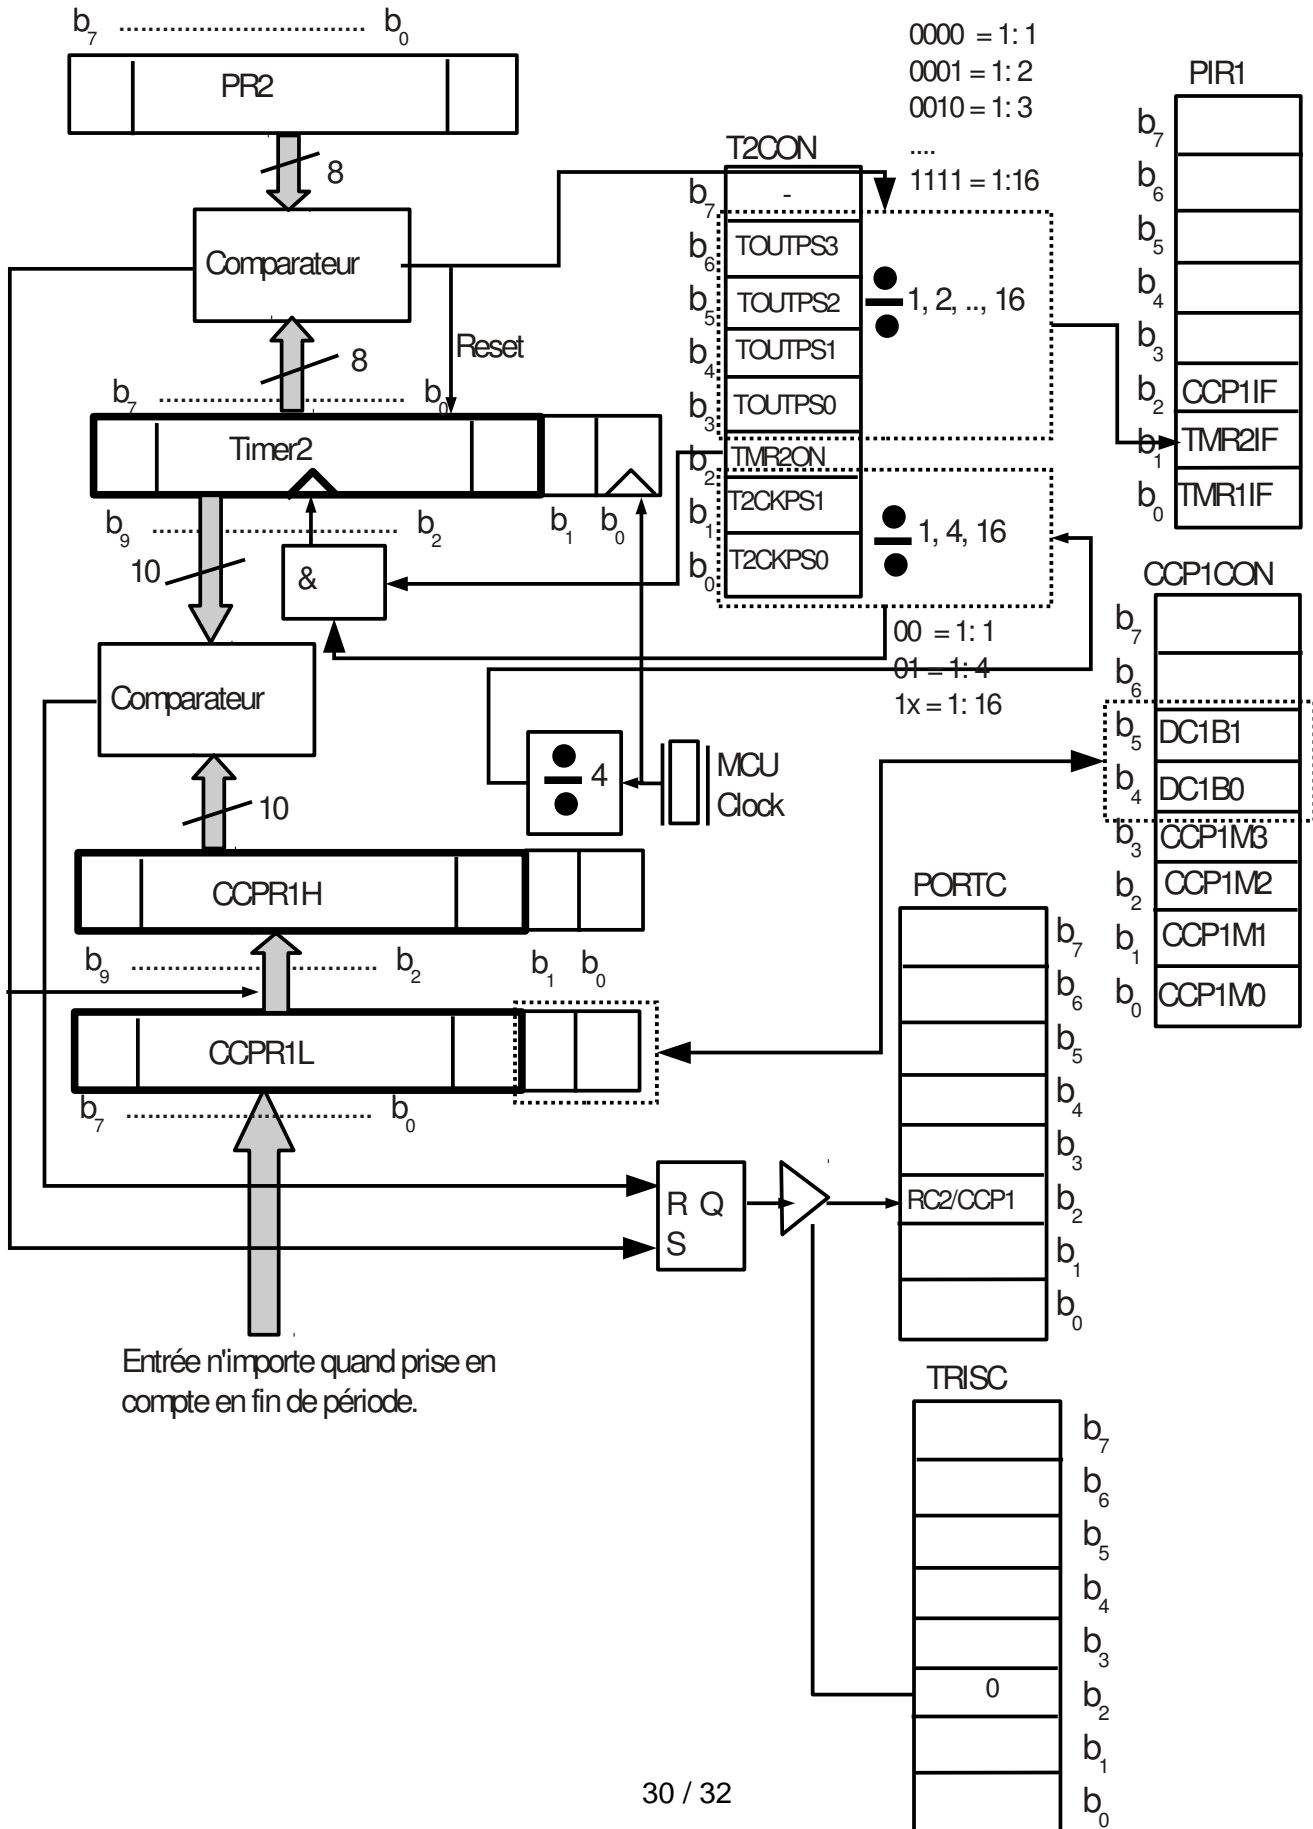 b7 .............................. b0
PR2
8
Comparateur
8
Reset
b7 .............................. b0
Timer2
b9 .............................. b2
b1 b0
10
&
Comparateur
10
÷ 4
MCU
Clock
CCPR1H
b9 .............................. b2
b1 b0
CCPR1L
b7 .............................. b0
R Q
S
Entrée n'importe quand prise en
compte en fin de période.
0000 = 1: 1
0001 = 1: 2
0010 = 1: 3
....
1111 = 1:16
T2CON
b7 -
b6 TOUTPS3
b5 TOUTPS2
b4 TOUTPS1
b3 TOUTPS0
b2 TMR2ON
b1 T2CKPS1
b0 T2CKPS0
÷ 1, 2, .., 16
÷ 1, 4, 16
00 = 1: 1
01 = 1: 4
1x = 1: 16
PIR1
b7
b6
b5
b4
b3
b2 CCP1IF
b1 TMR2IF
b0 TMR1IF
CCP1CON
b7
b6
b5 DC1B1
b4 DC1B0
b3 CCP1M3
b2 CCP1M2
b1 CCP1M1
b0 CCP1M0
PORTC
b7
b6
b5
b4
b3
RC2/CCP1 b2
b1
b0
TRISC
b7
b6
b5
b4
b3
0 b2
b1
b0
30 / 32